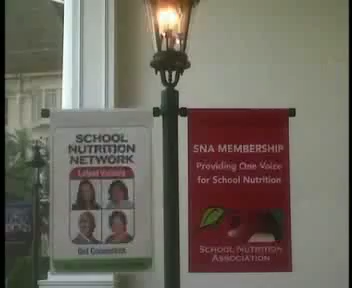 SCHOOL
NUTRITION
NETWORK
Latest Victory
Get Connected
SNA MEMBERSHIP
Providing One Voice
for School Nutrition
SCHOOL NUTRITION
ASSOCIATION